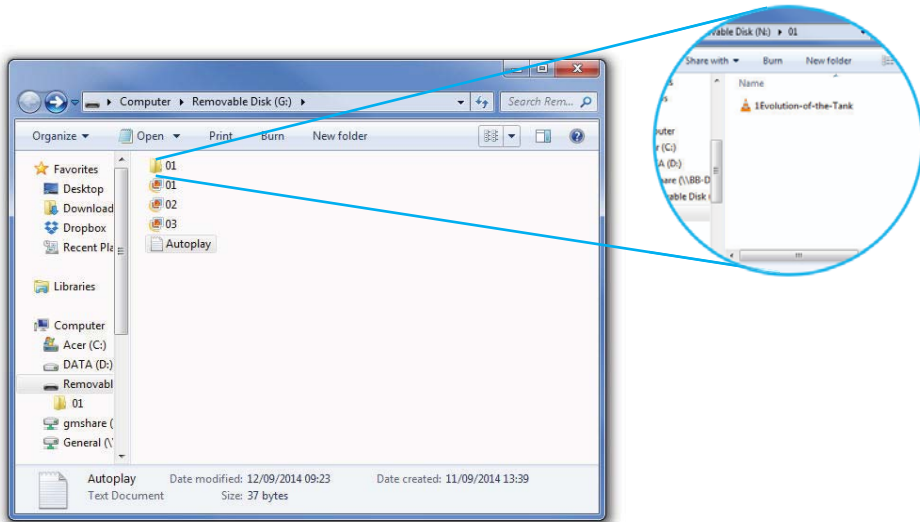 Computer ▸ Removable Disk (G:) ▸
Search Rem...
Organize
Open
Print
Burn
New folder
Favorites
Desktop
Download
Dropbox
Recent Pla
Libraries
Computer
Acer (C:)
DATA (D:)
Removabl
01
gmshare (
General (\'
01
01
02
03
Autoplay
Autoplay
Date modified: 12/09/2014 09:23
Date created: 11/09/2014 13:39
Text Document
Size: 37 bytes
vable Disk (N:) ▸ 01
Share with
Burn
New folder
Name
1Evolution-of-the-Tank
puter
r (C:)
A (D:)
are (\\BB-D
vable Disk